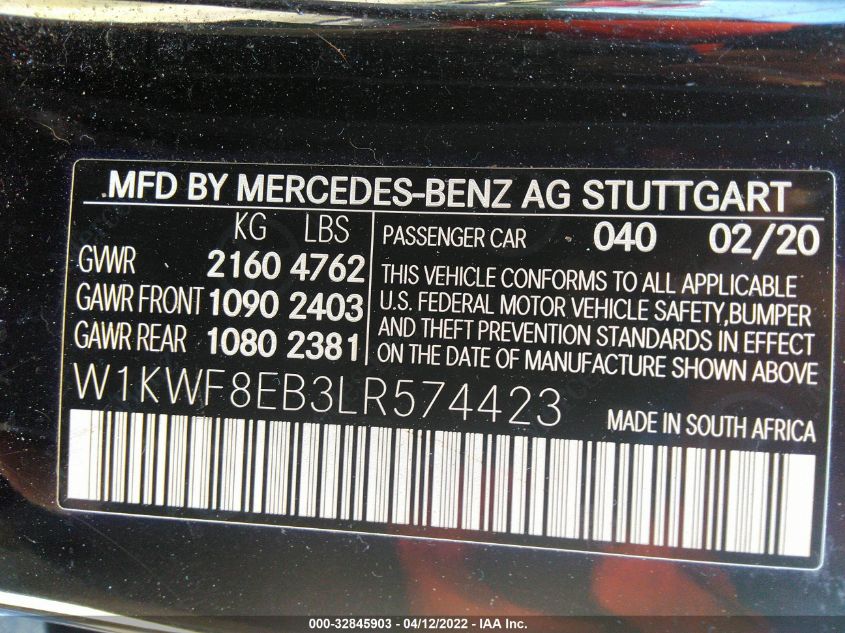 MFD BY MERCEDES-BENZ AG STUTTGART
KG LBS
GVWR 2160 4762
GAWR FRONT 1090 2403
GAWR REAR 1080 2381
PASSENGER CAR 040 02/20
THIS VEHICLE CONFORMS TO ALL APPLICABLE
U.S. FEDERAL MOTOR VEHICLE SAFETY,BUMPER
AND THEFT PREVENTION STANDARDS IN EFFECT
ON THE DATE OF MANUFACTURE SHOWN ABOVE
W1KWF8EB3LR574423
MADE IN SOUTH AFRICA
000-32845903 - 04/12/2022 - IAA Inc.